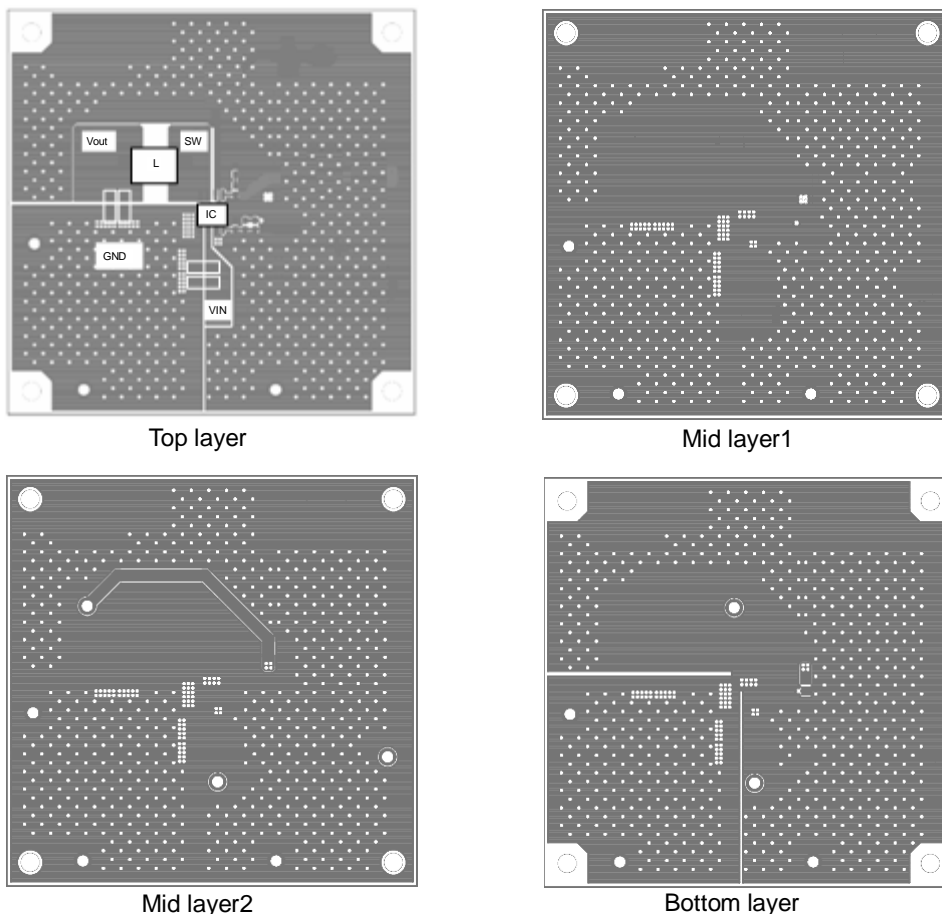 Vout
SW
L
IC
GND
VIN
Top layer
Mid layer1
Mid layer2
Bottom layer